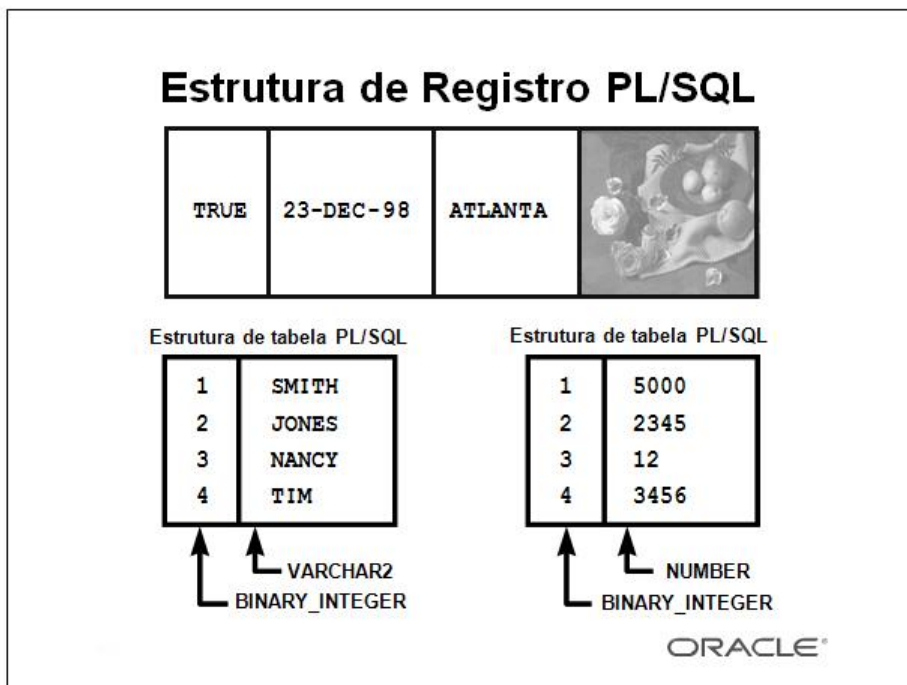 Estrutura de Registro PL/SQL
TRUE 23-DEC-98 ATLANTA
Estrutura de tabela PL/SQL
1 SMITH
2 JONES
3 NANCY
4 TIM
VARCHAR2
BINARY_INTEGER
Estrutura de tabela PL/SQL
1 5000
2 2345
3 12
4 3456
NUMBER
BINARY_INTEGER
ORACLE®